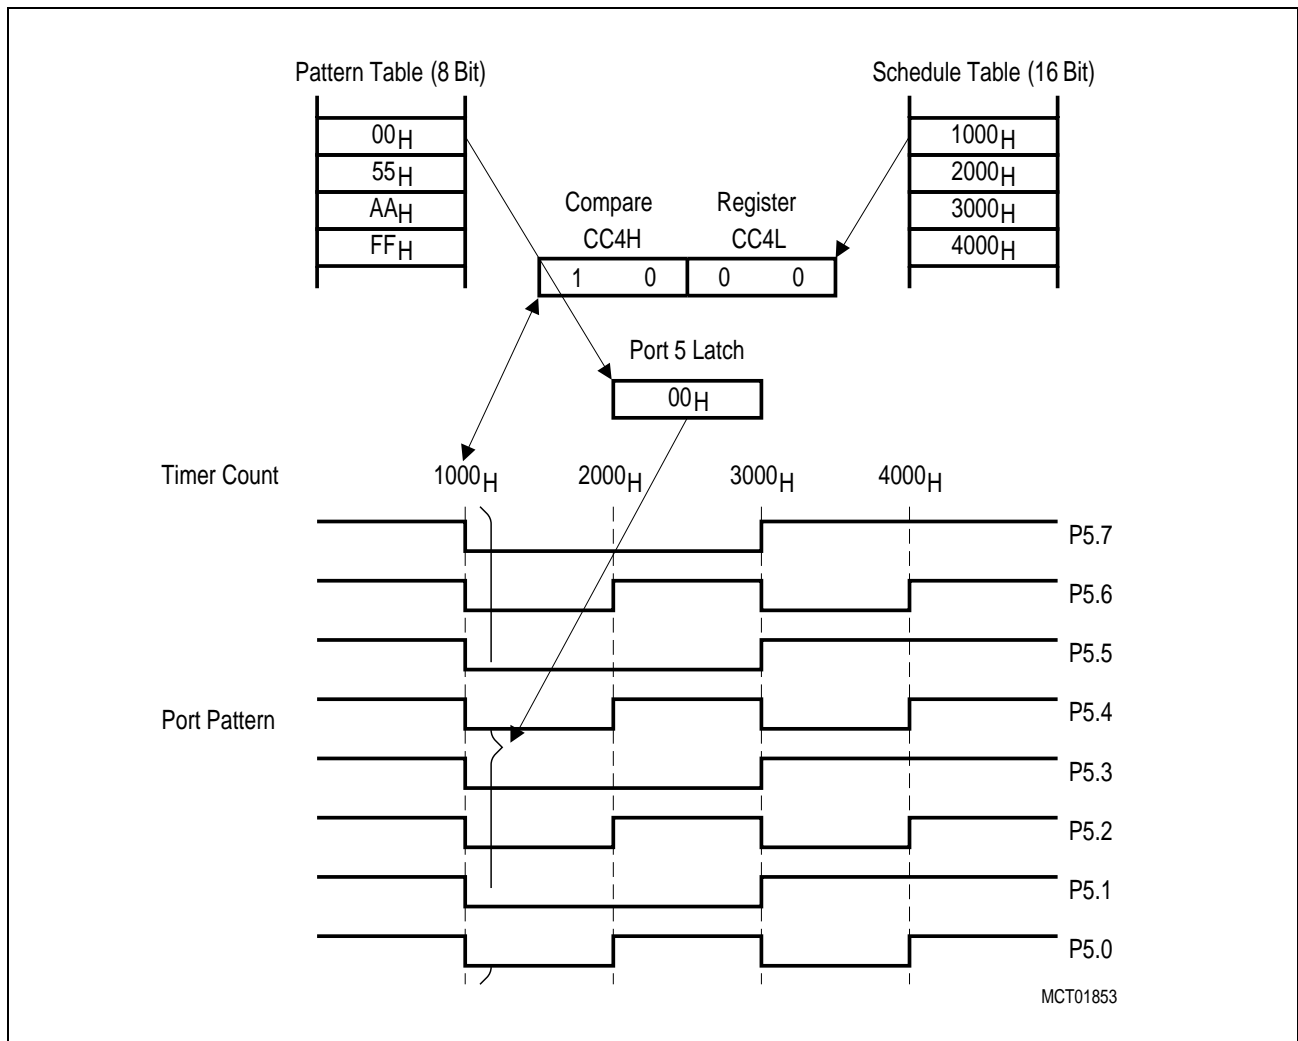 Pattern Table (8 Bit)
Schedule Table (16 Bit)
00H
55H
AAH
FFH
1000H
2000H
3000H
4000H
Compare Register
CC4H CC4L
1 0 0 0
Port 5 Latch
00H
Timer Count 1000H 2000H 3000H 4000H
P5.7
P5.6
P5.5
P5.4
Port Pattern
P5.3
P5.2
P5.1
P5.0
MCT01853